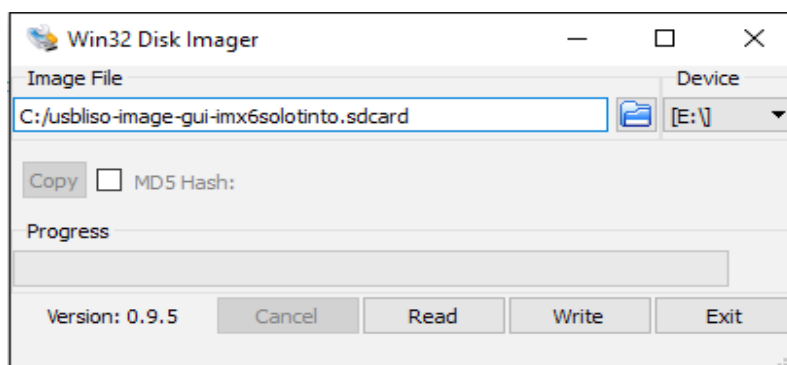 Win32 Disk Imager
Image File
Device
C:/usbliso-image-gui-imx6solotinto.sdcard
[E:\]
Copy
MD5 Hash:
Progress
Version: 0.9.5
Cancel
Read
Write
Exit